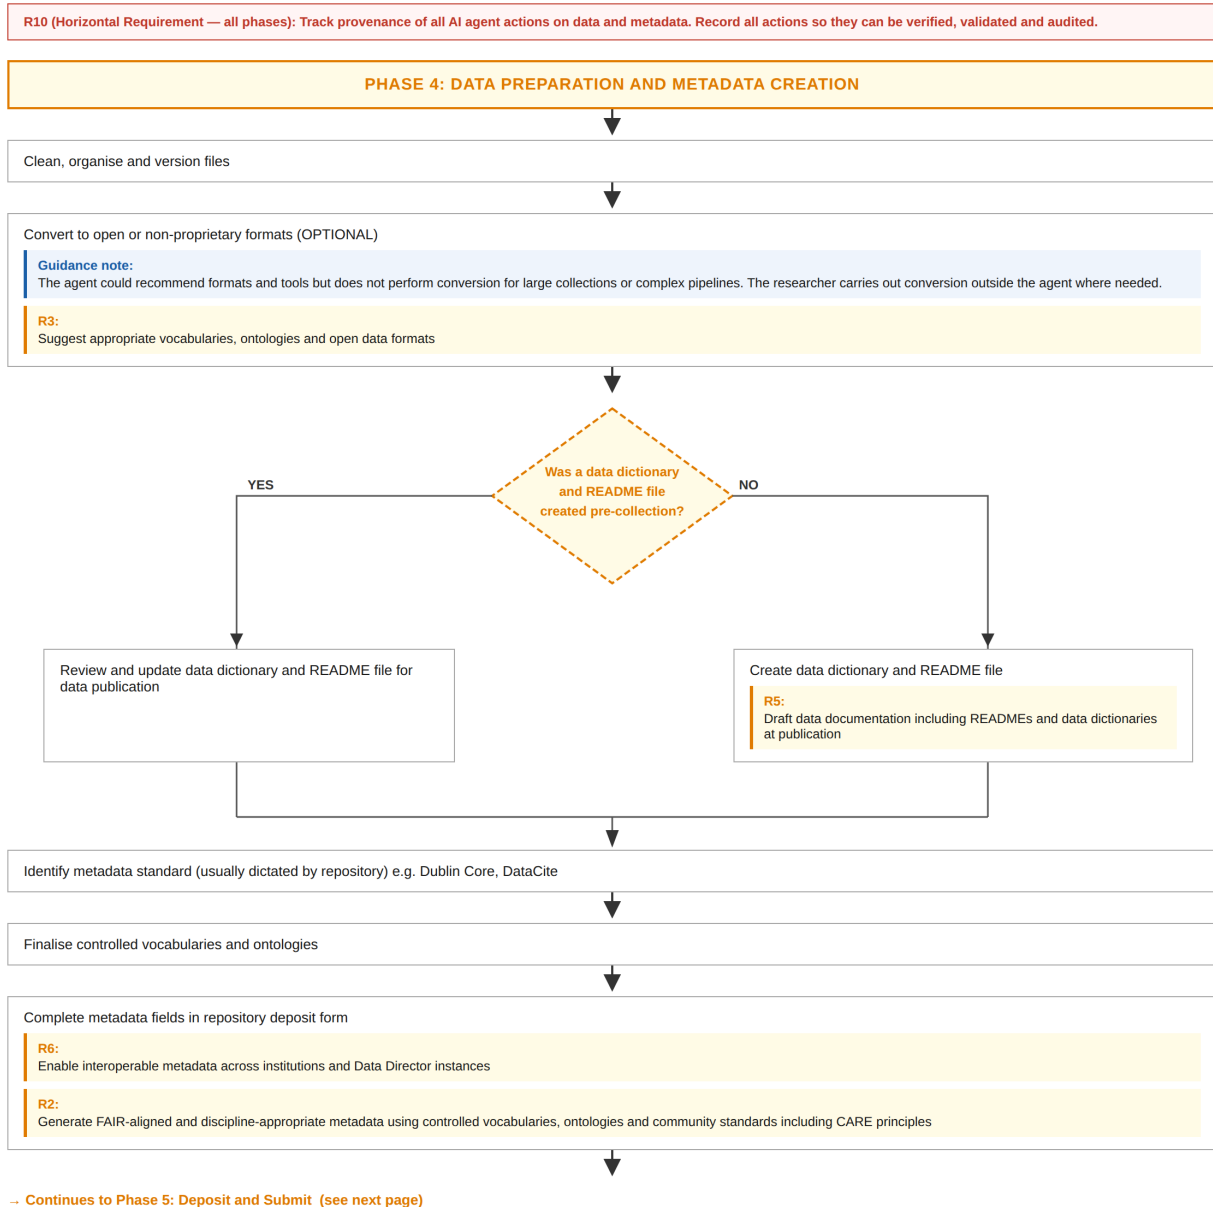 R10 (Horizontal Requirement — all phases): Track provenance of all AI agent actions on data and metadata. Record all actions so they can be verified, validated and audited.
PHASE 4: DATA PREPARATION AND METADATA CREATION
Clean, organise and version files
Convert to open or non-proprietary formats (OPTIONAL)
Guidance note:
The agent could recommend formats and tools but does not perform conversion for large collections or complex pipelines. The researcher carries out conversion outside the agent where needed.
R3:
Suggest appropriate vocabularies, ontologies and open data formats
Was a data dictionary
and README file
created pre-collection?
YES
NO
Review and update data dictionary and README file for
data publication
Create data dictionary and README file
R5:
Draft data documentation including READMEs and data dictionaries
at publication
Identify metadata standard (usually dictated by repository) e.g. Dublin Core, DataCite
Finalise controlled vocabularies and ontologies
Complete metadata fields in repository deposit form
R6:
Enable interoperable metadata across institutions and Data Director instances
R2:
Generate FAIR-aligned and discipline-appropriate metadata using controlled vocabularies, ontologies and community standards including CARE principles
→ Continues to Phase 5: Deposit and Submit (see next page)